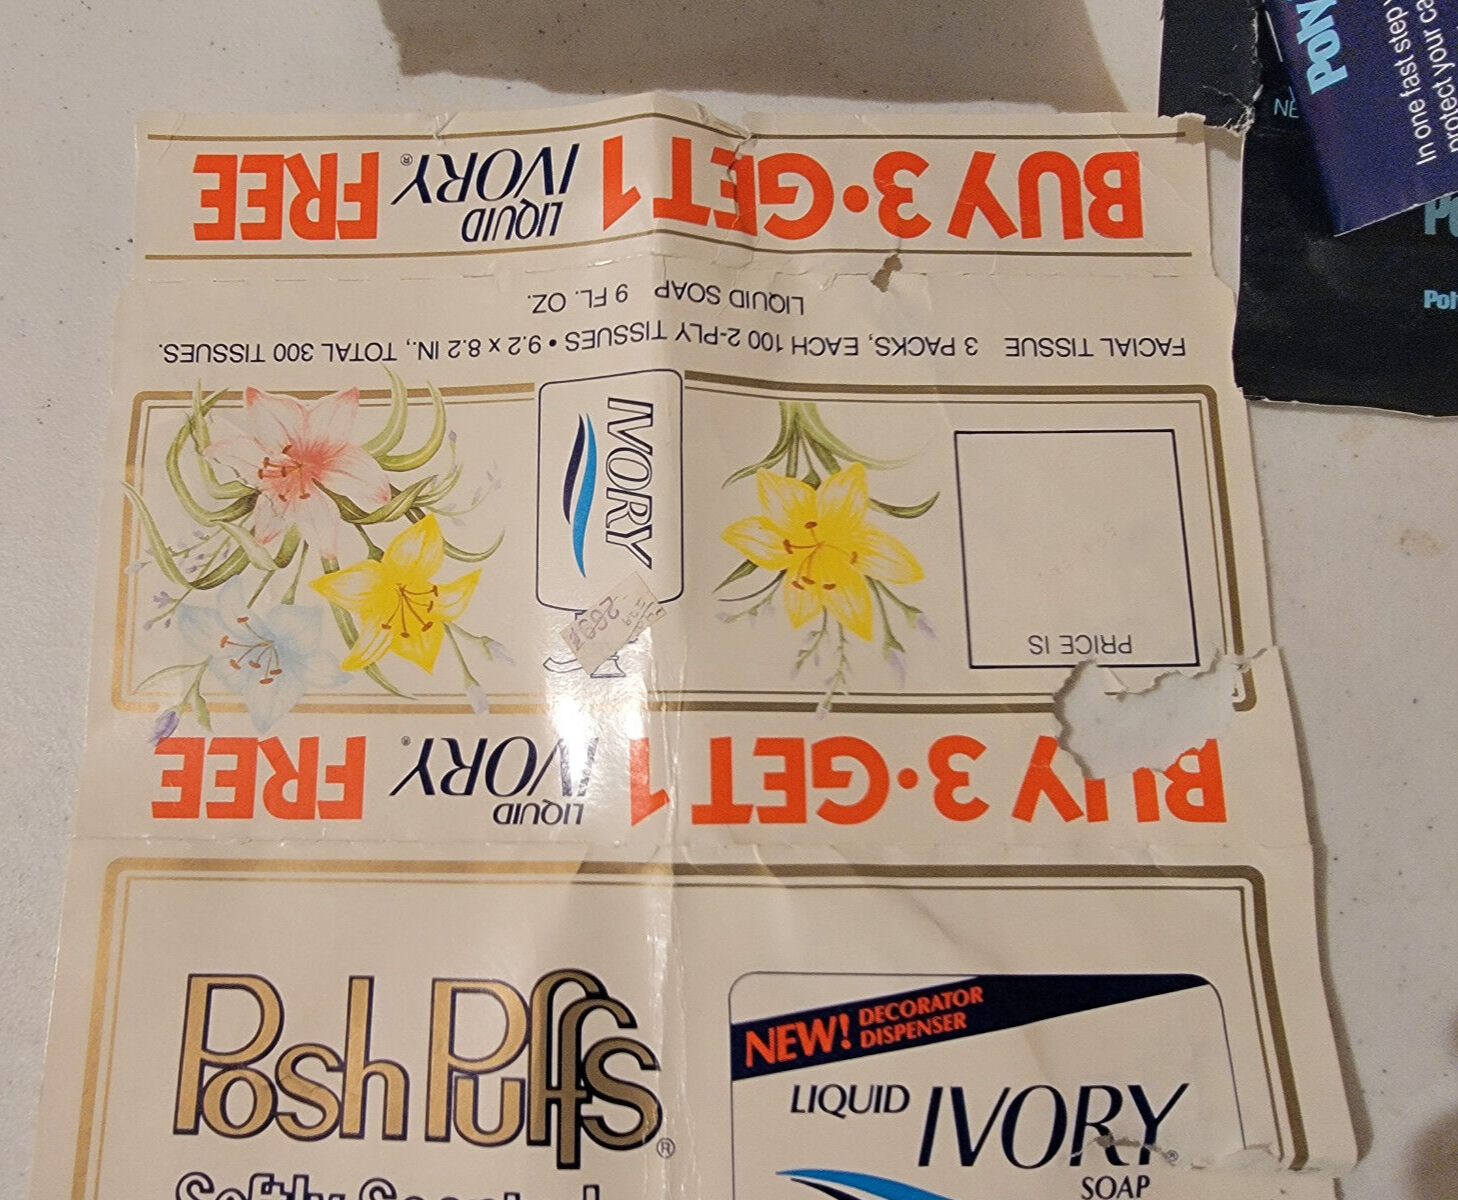 BUY 3•GET 1 LIQUID IVORY® FREE
LIQUID SOAP 9 FL. OZ.
FACIAL TISSUE 3 PACKS, EACH 100 2-PLY TISSUES • 9.2 x 8.2 IN., TOTAL 300 TISSUES.
IVORY
PRICE IS
269
BUY 3•GET 1 LIQUID IVORY® FREE
Posh Puffs®
NEW! DECORATOR
DISPENSER
LIQUID IVORY®
SOAP
In one fast step
protect your